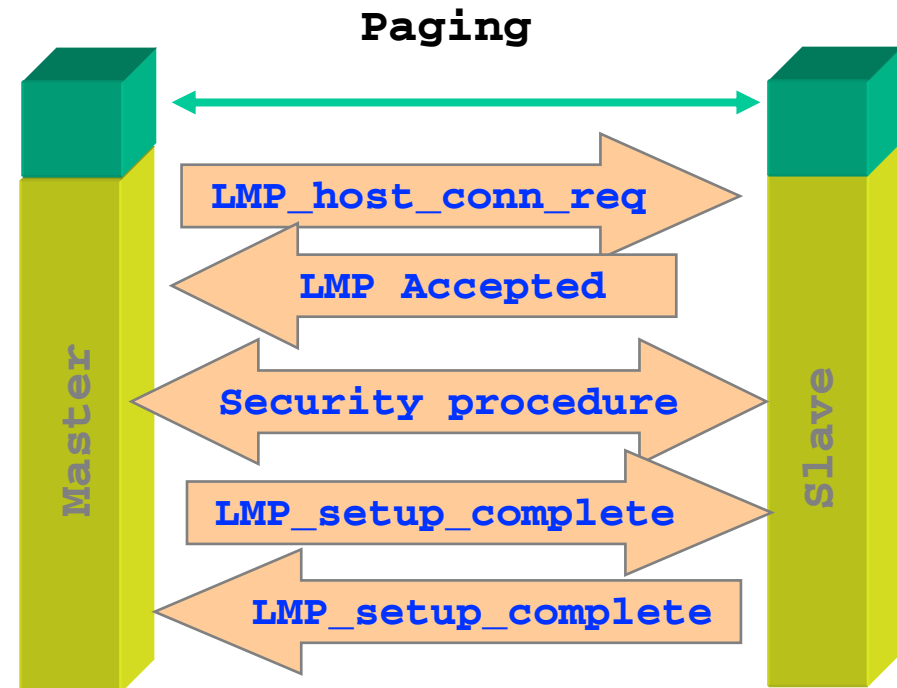 Paging
LMP_host_conn_req
LMP Accepted
Security procedure
LMP_setup_complete
LMP_setup_complete
Master
Slave